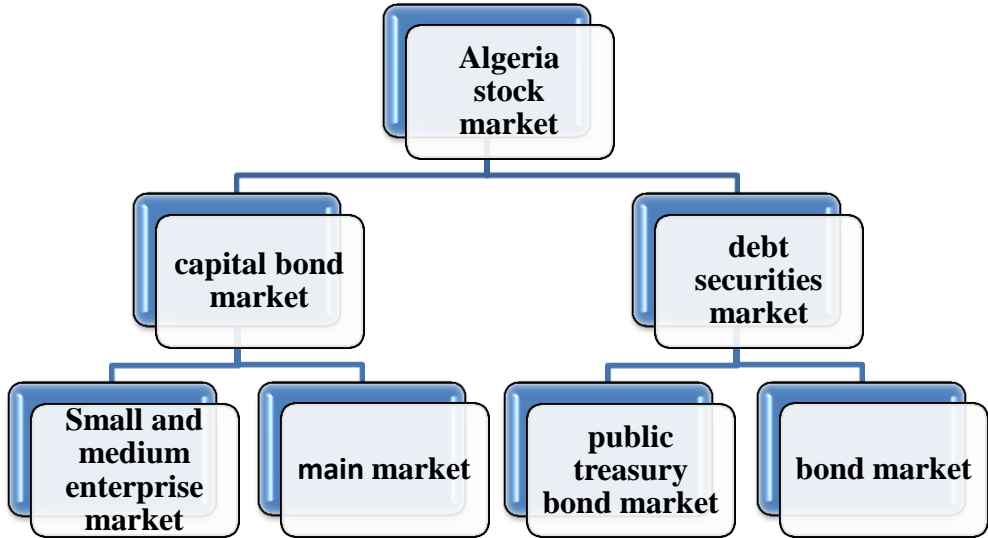 Algeria
stock
market
capital bond
market
debt
securities
market
Small and
medium
enterprise
market
main market
public
treasury
bond market
bond market